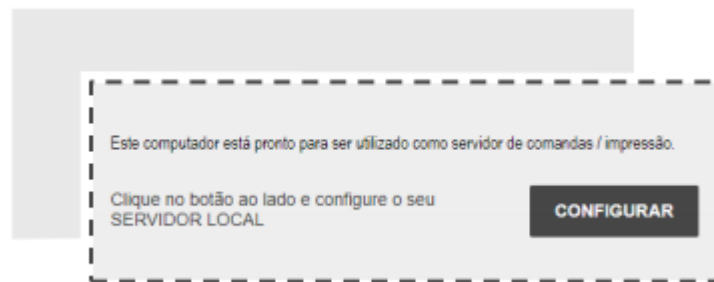 Este computador está pronto para ser utilizado como servidor de comandas / impressão.
Clique no botão ao lado e configure o seu
SERVIDOR LOCAL
CONFIGURAR